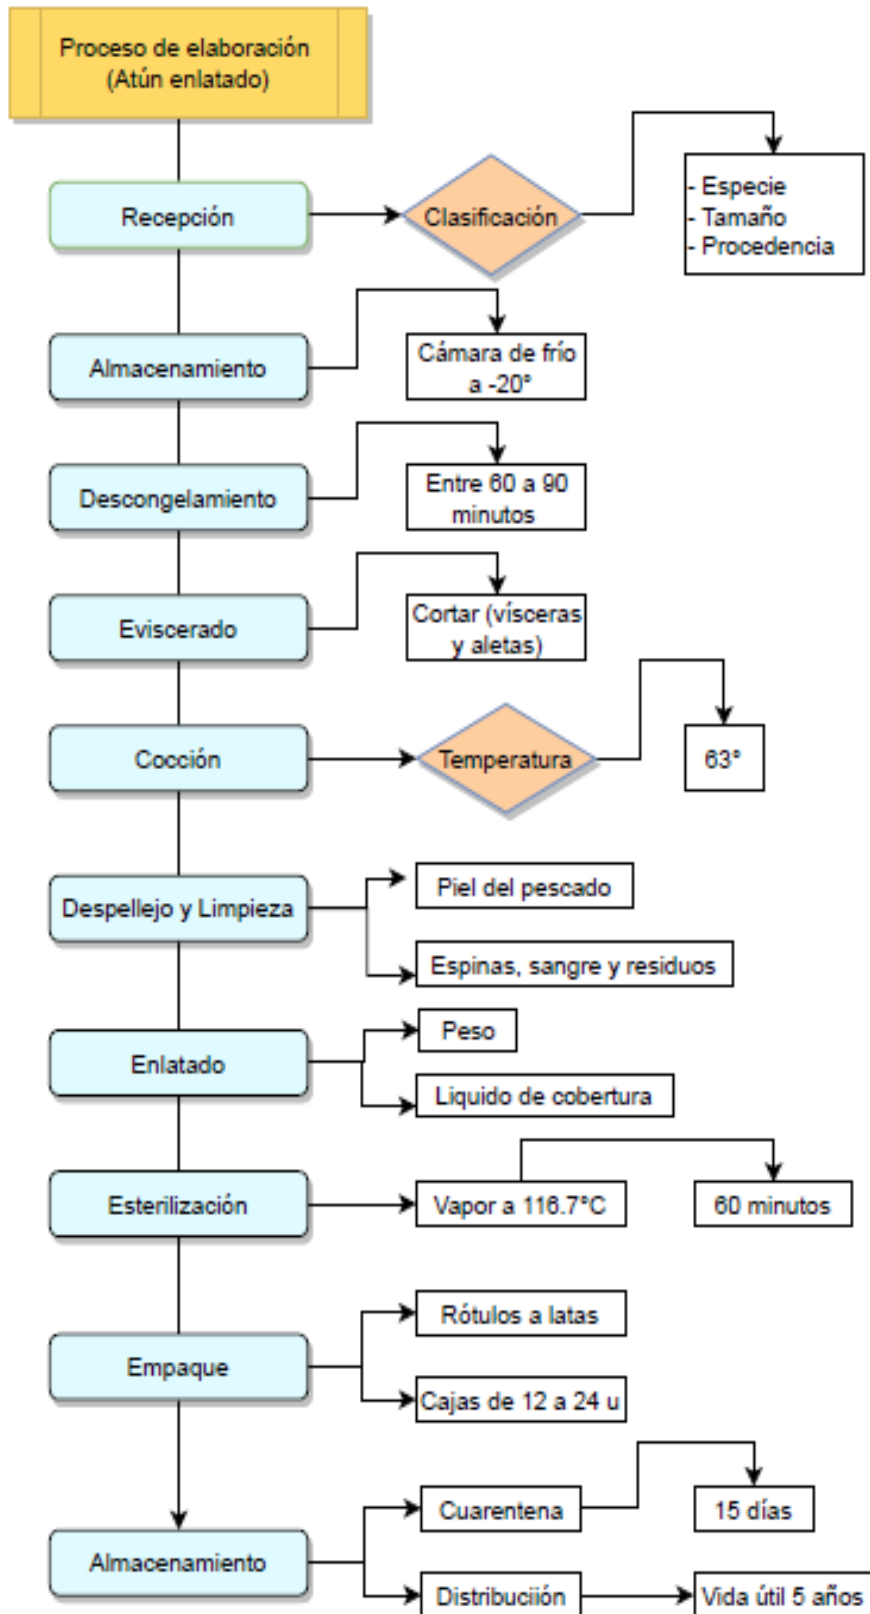 Proceso de elaboración
(Atún enlatado)
Recepción
Clasificación
- Especie
- Tamaño
- Procedencia
Almacenamiento
Cámara de frío
a -20°
Descongelamiento
Entre 60 a 90
minutos
Eviscerado
Cortar (vísceras
y aletas)
Cocción
Temperatura
63°
Despellejo y Limpieza
Piel del pescado
Espinas, sangre y residuos
Enlatado
Peso
Liquido de cobertura
Esterilización
Vapor a 116.7°C
60 minutos
Empaque
Rótulos a latas
Cajas de 12 a 24 u
Almacenamiento
Cuarentena
15 días
Distribuciión
Vida útil 5 años